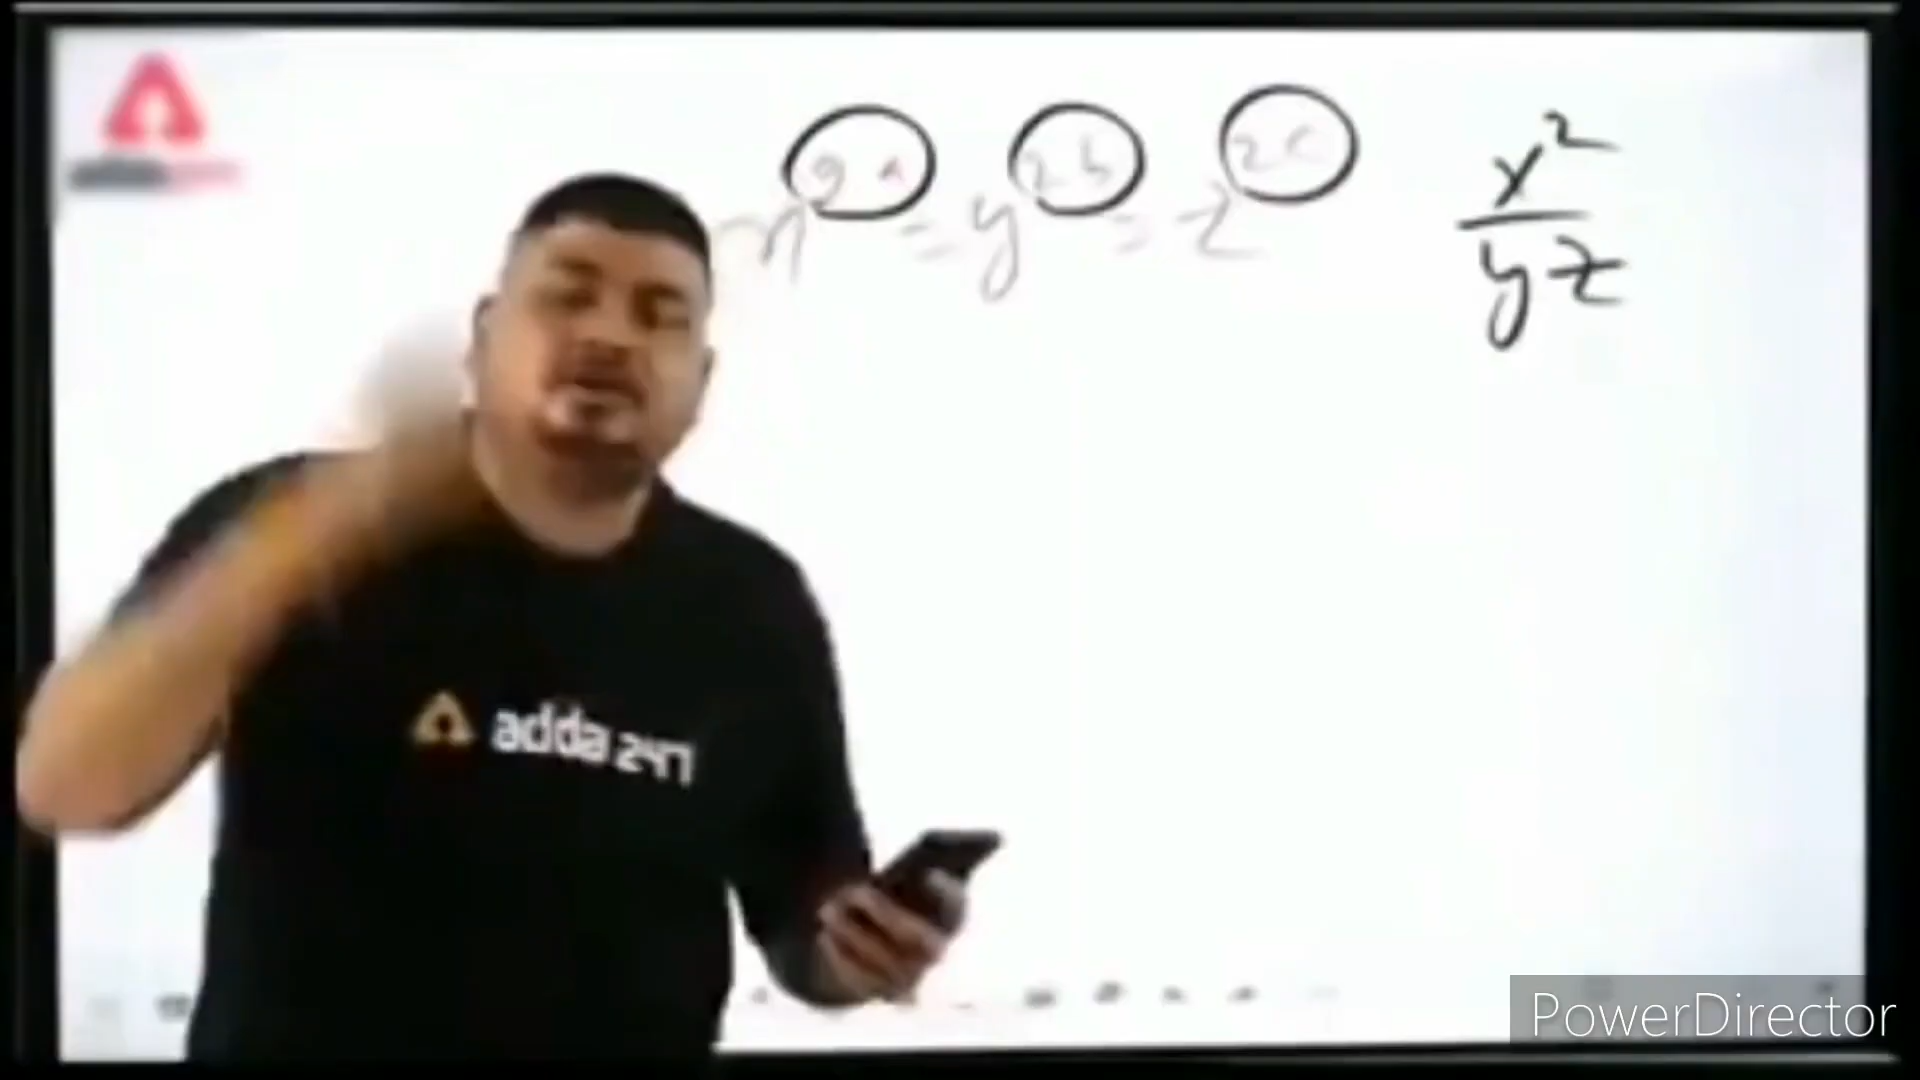 x^2a = y^2b = z^2c
x^2
yz
adda 247
PowerDirector